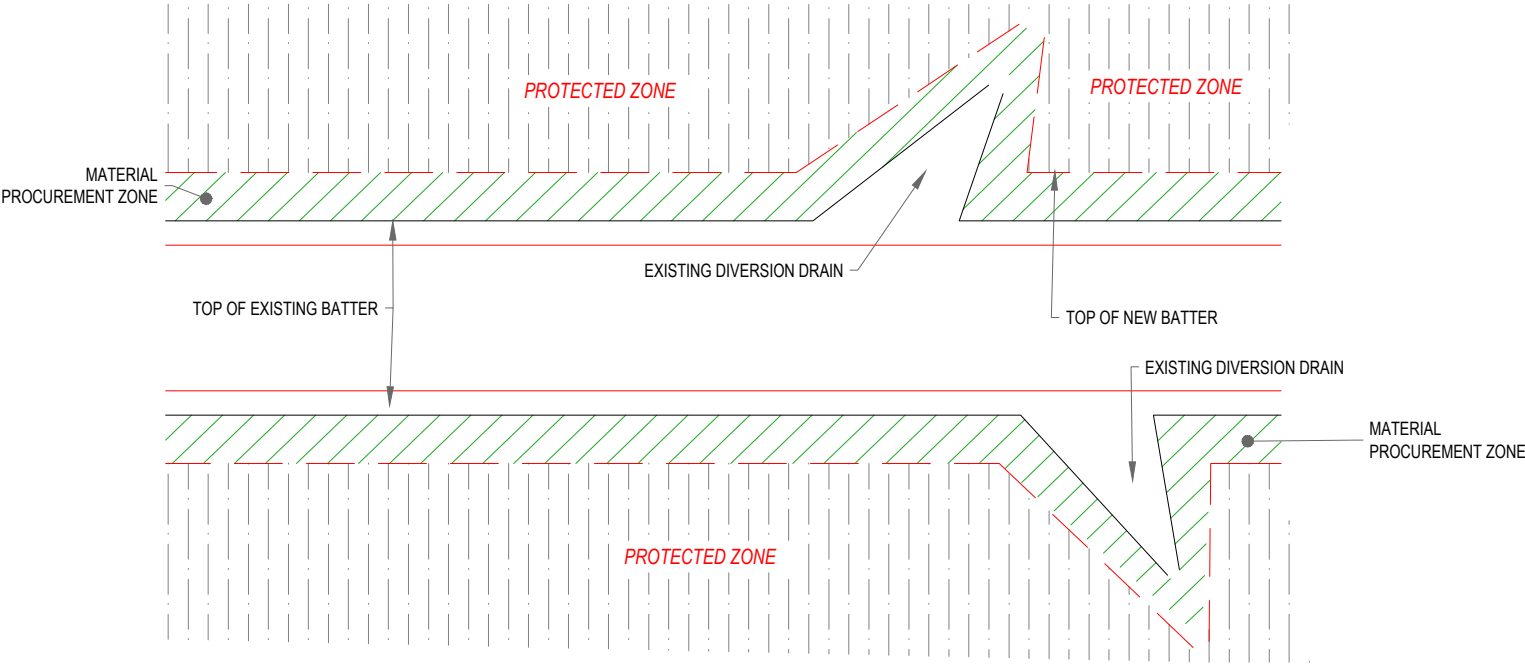 PROTECTED ZONE
PROTECTED ZONE
MATERIAL
PROCUREMENT ZONE
EXISTING DIVERSION DRAIN
TOP OF EXISTING BATTER
TOP OF NEW BATTER
EXISTING DIVERSION DRAIN
MATERIAL
PROCUREMENT ZONE
PROTECTED ZONE